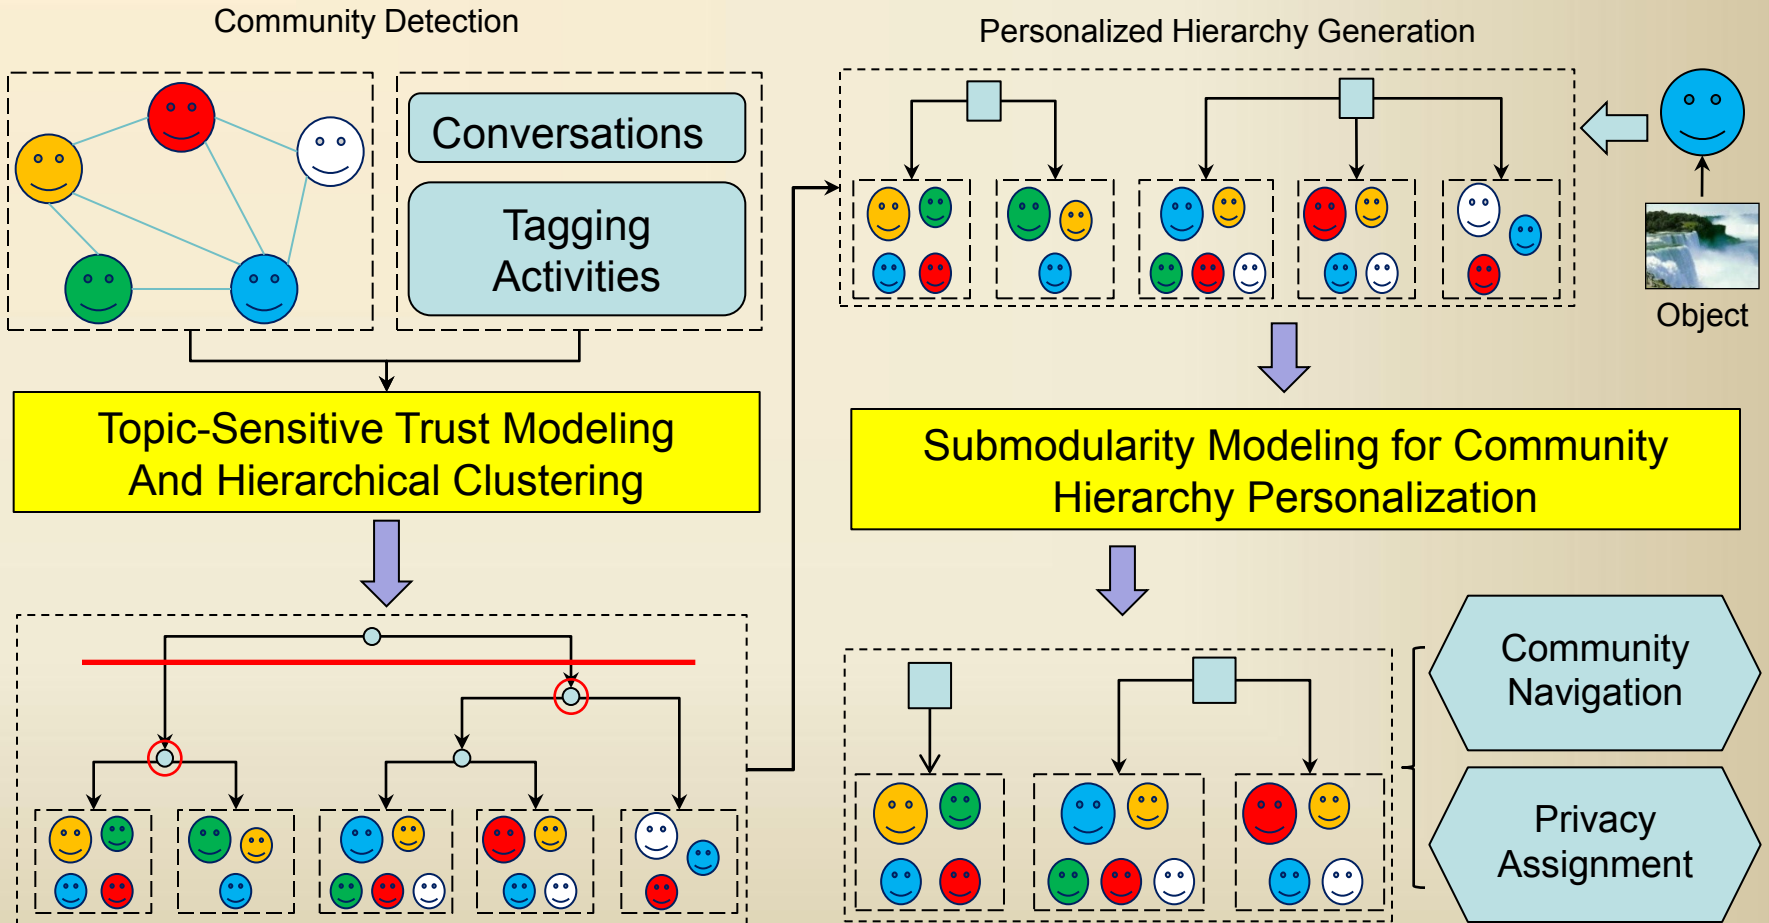 Community Detection
Conversations
Tagging
Activities
Topic-Sensitive Trust Modeling
And Hierarchical Clustering
Personalized Hierarchy Generation
Object
Submodularity Modeling for Community
Hierarchy Personalization
Community
Navigation
Privacy
Assignment